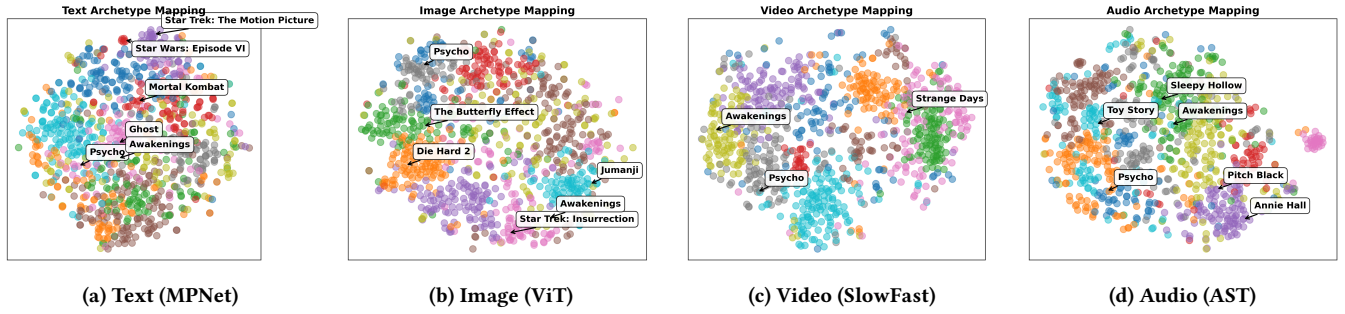 Text Archetype Mapping
Star Trek: The Motion Picture
Star Wars: Episode VI
Mortal Kombat
Ghost
Awakenings
Psycho
(a) Text (MPNet)
Image Archetype Mapping
Psycho
The Butterfly Effect
Die Hard 2
Jumanji
Awakenings
Star Trek: Insurrection
(b) Image (ViT)
Video Archetype Mapping
Strange Days
Awakenings
Psycho
(c) Video (SlowFast)
Audio Archetype Mapping
Sleepy Hollow
Toy Story
Awakenings
Psycho
Pitch Black
Annie Hall
(d) Audio (AST)